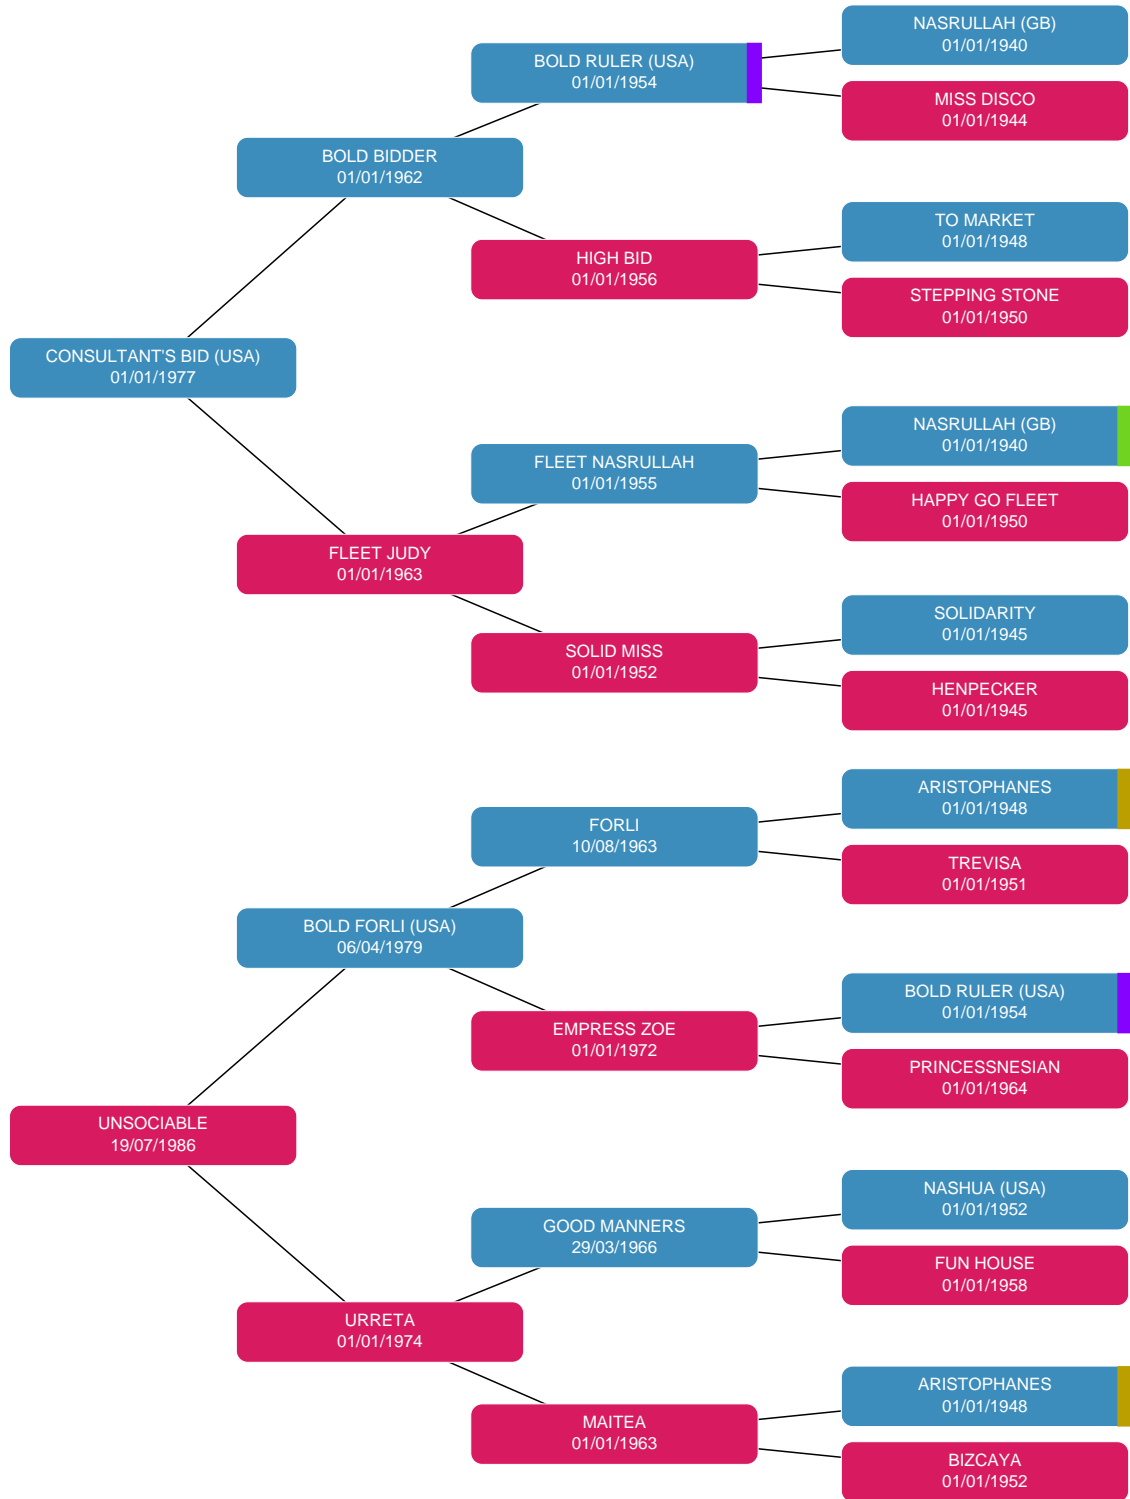 NASRULLAH (GB)
01/01/1940
BOLD RULER (USA)
01/01/1954
MISS DISCO
01/01/1944
BOLD BIDDER
01/01/1962
TO MARKET
01/01/1948
HIGH BID
01/01/1956
STEPPING STONE
01/01/1950
CONSULTANT'S BID (USA)
01/01/1977
NASRULLAH (GB)
01/01/1940
FLEET NASRULLAH
01/01/1955
HAPPY GO FLEET
01/01/1950
FLEET JUDY
01/01/1963
SOLIDARITY
01/01/1945
SOLID MISS
01/01/1952
HENPECKER
01/01/1945
ARISTOPHANES
01/01/1948
FORLI
10/08/1963
TREVISA
01/01/1951
BOLD FORLI (USA)
06/04/1979
BOLD RULER (USA)
01/01/1954
EMPRESS ZOE
01/01/1972
PRINCESSNESIAN
01/01/1964
UNSOCIABLE
19/07/1986
NASHUA (USA)
01/01/1952
GOOD MANNERS
29/03/1966
FUN HOUSE
01/01/1958
URRETA
01/01/1974
ARISTOPHANES
01/01/1948
MAITEA
01/01/1963
BIZCAYA
01/01/1952